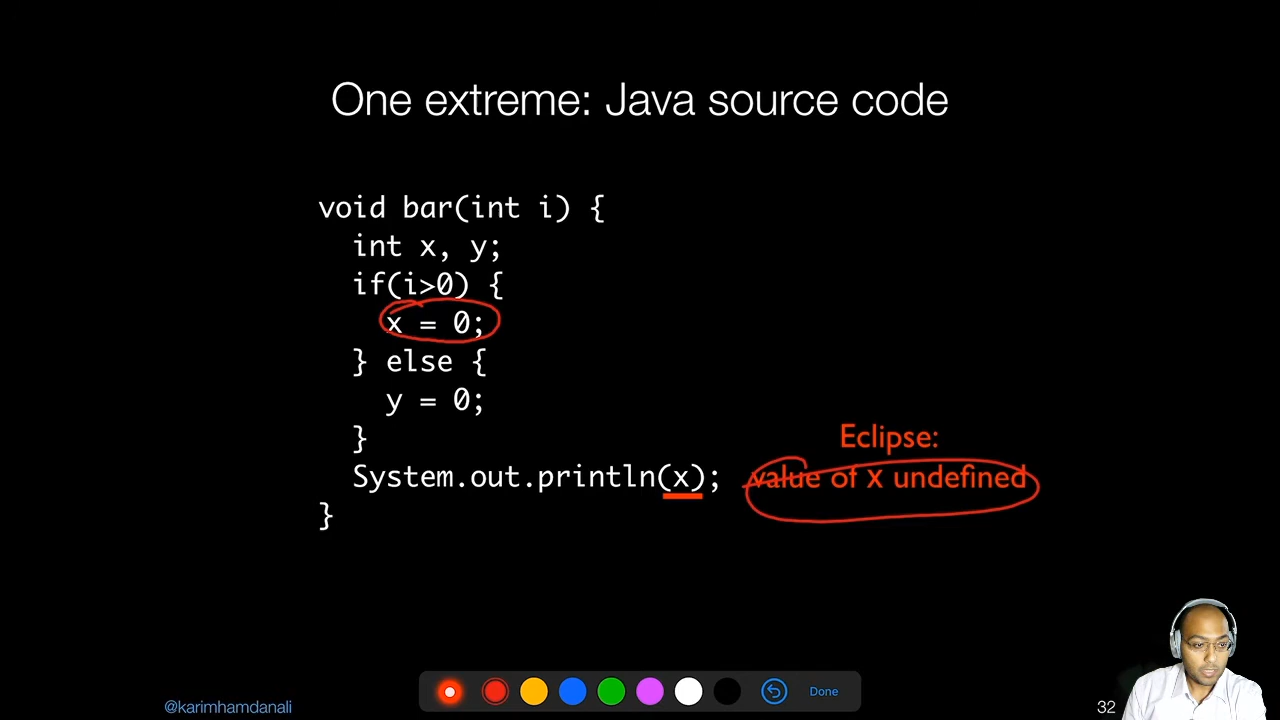 One extreme: Java source code
void bar(int i) {
int x, y;
if(i>0) {
x = 0;
} else {
y = 0;
}
Eclipse:
System.out.println(x); value of x undefined
}
@karimhamdanali
Done
32